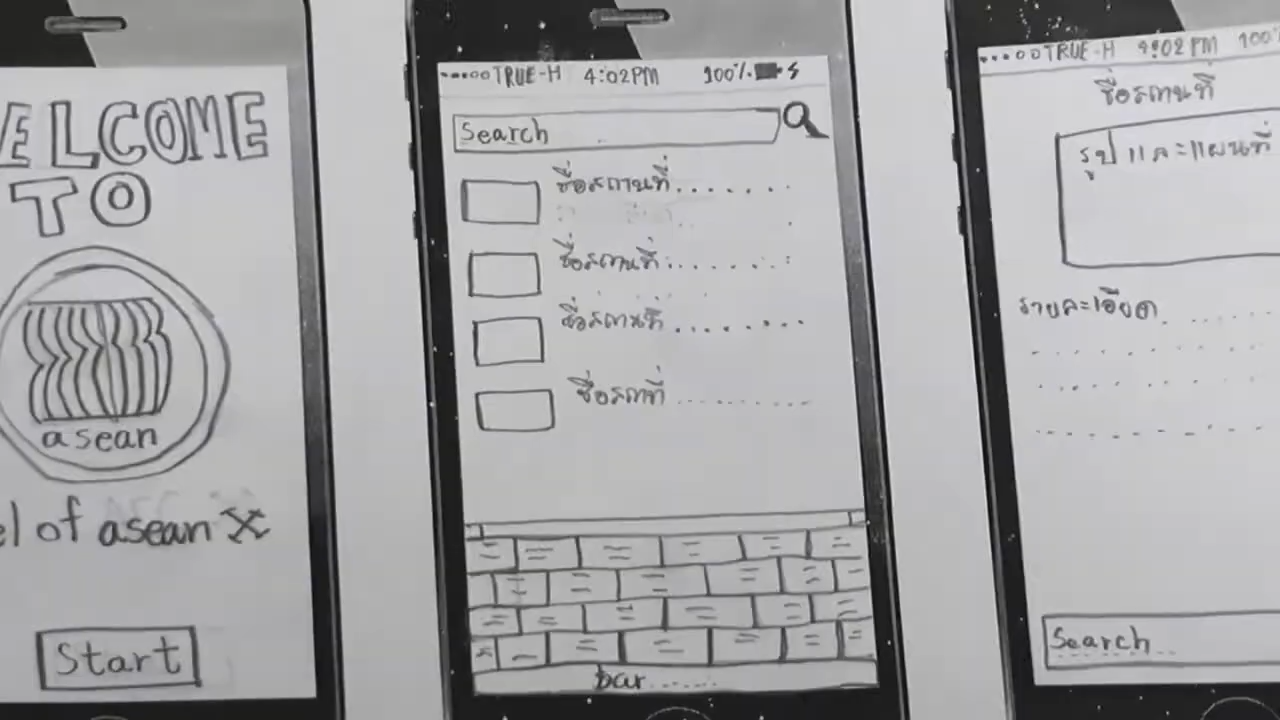 ELCOME
TO
asean
el of asean X
Start
TRUE-H 4:02PM 100%
Search
ชื่อสถานที่.......
ชื่อสถานที่.......
ชื่อสถานที่.......
ชื่อสถาที่..........
bar.......
TRUE-H 4:02PM 100%
ชื่อสถานที่
รูปและแผนที่
รายละเอียด
Search